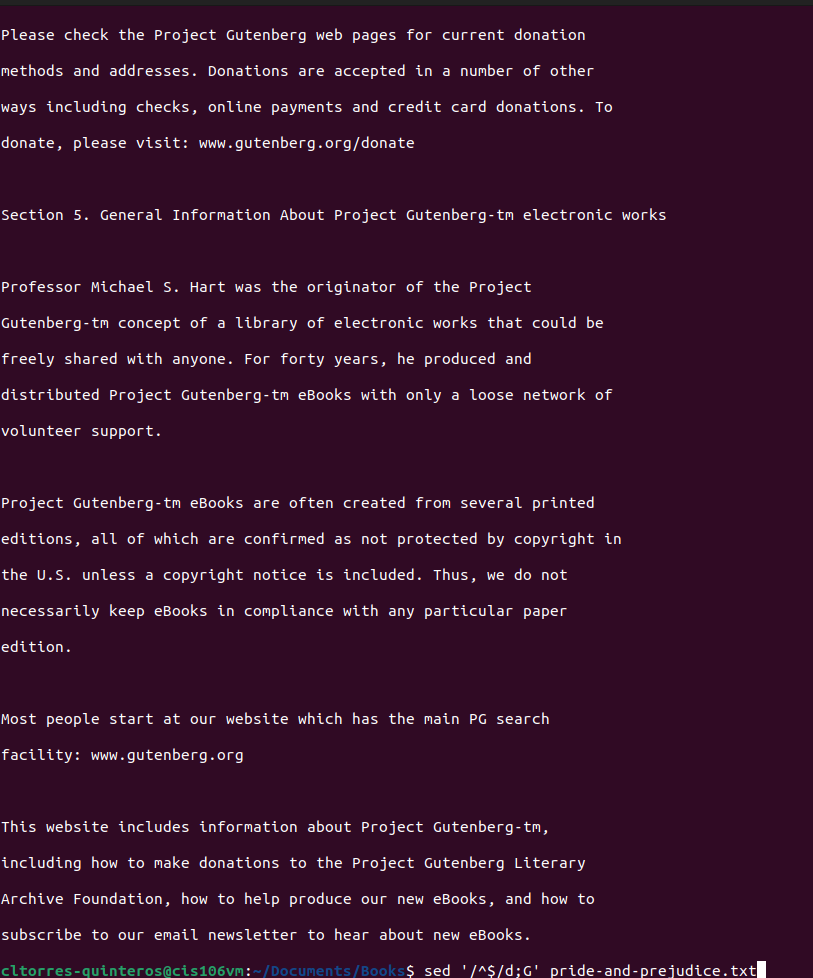 Please check the Project Gutenberg web pages for current donation
methods and addresses. Donations are accepted in a number of other
ways including checks, online payments and credit card donations. To
donate, please visit: www.gutenberg.org/donate
Section 5. General Information About Project Gutenberg-tm electronic works
Professor Michael S. Hart was the originator of the Project
Gutenberg-tm concept of a library of electronic works that could be
freely shared with anyone. For forty years, he produced and
distributed Project Gutenberg-tm eBooks with only a loose network of
volunteer support.
Project Gutenberg-tm eBooks are often created from several printed
editions, all of which are confirmed as not protected by copyright in
the U.S. unless a copyright notice is included. Thus, we do not
necessarily keep eBooks in compliance with any particular paper
edition.
Most people start at our website which has the main PG search
facility: www.gutenberg.org
This website includes information about Project Gutenberg-tm,
including how to make donations to the Project Gutenberg Literary
Archive Foundation, how to help produce our new eBooks, and how to
subscribe to our email newsletter to hear about new eBooks.
cltorres-quinteros@cis106vm:~/Documents/Books$ sed '/^$/d;G' pride-and-prejudice.txt